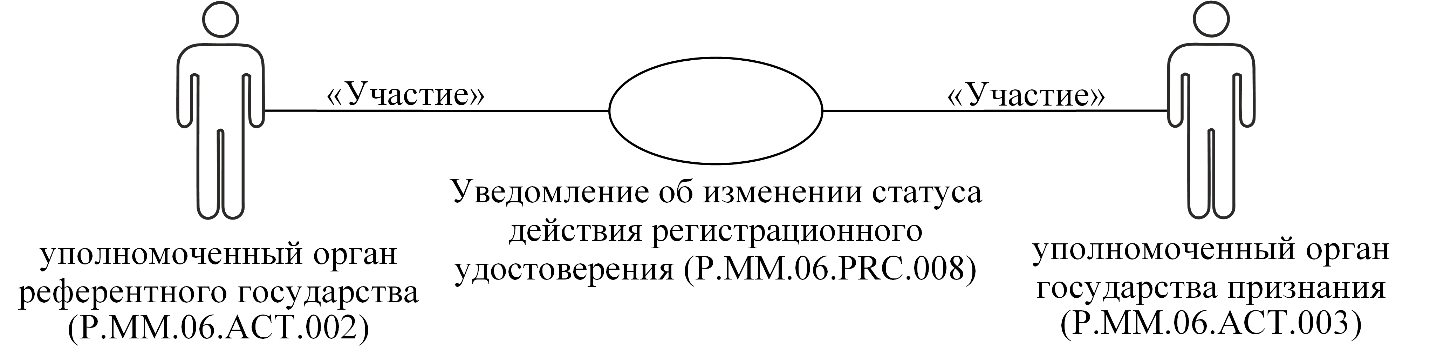 «Участие»
«Участие»
Уведомление об изменении статуса
действия регистрационного
удостоверения (P.MM.06.PRC.008)
уполномоченный орган
референтного государства
(P.MM.06.ACT.002)
уполномоченный орган
государства признания
(P.MM.06.ACT.003)